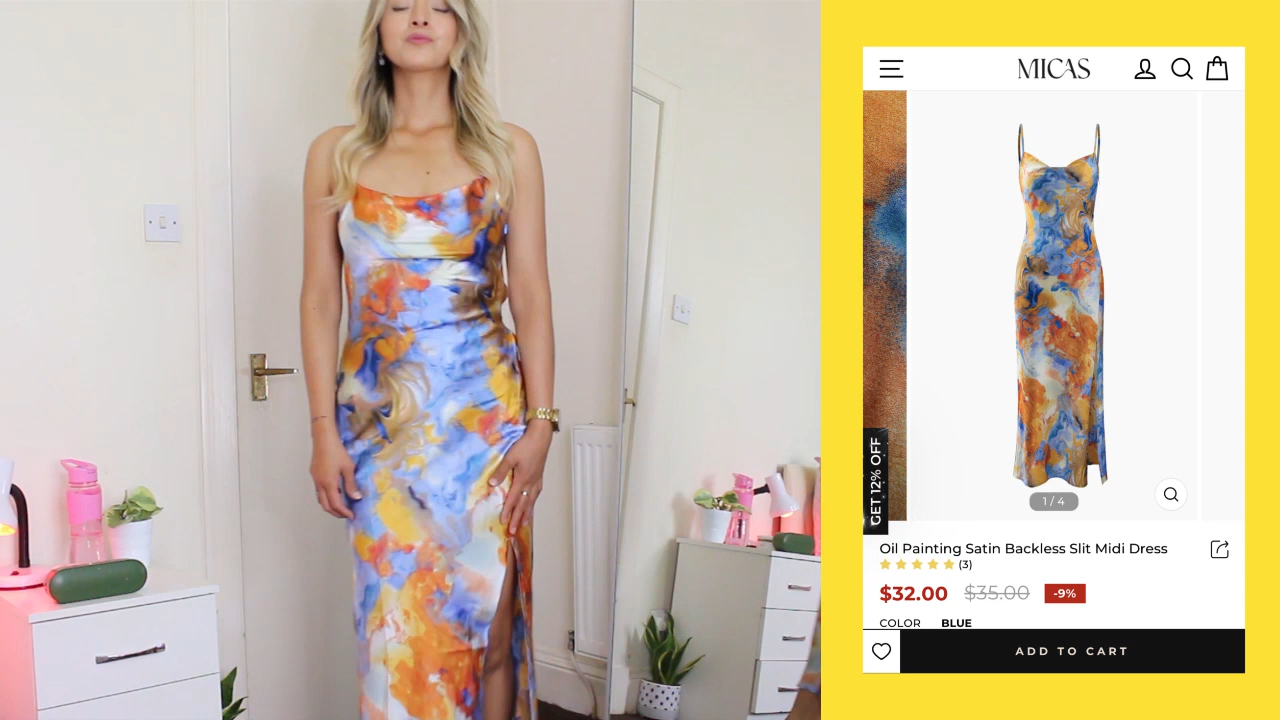 MICAS
GET 12% OFF
1 / 4
Oil Painting Satin Backless Slit Midi Dress
(3)
$32.00 $35.00 -9%
COLOR BLUE
ADD TO CART